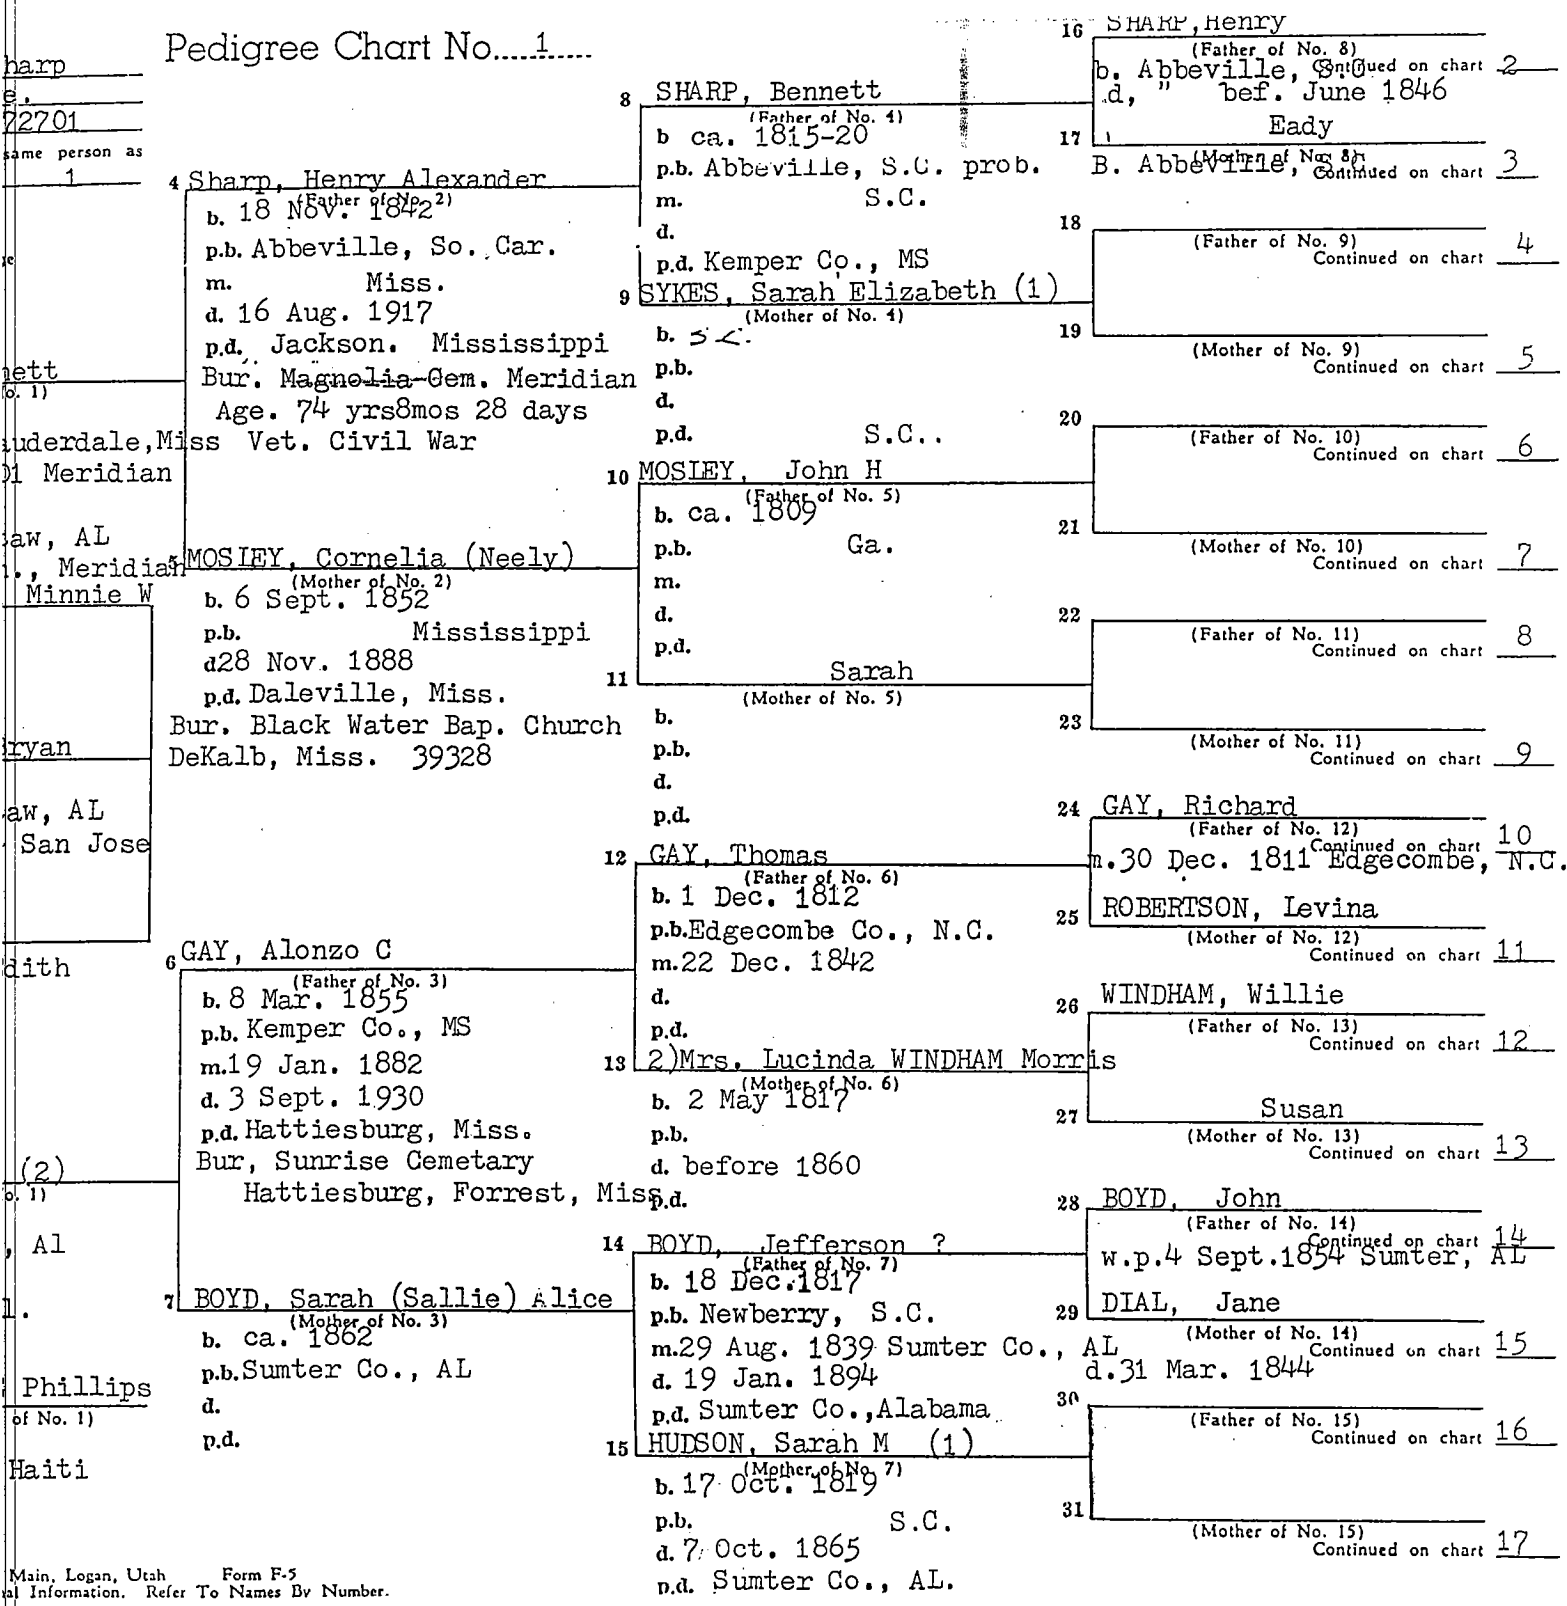 Pedigree Chart No.....1.....
harp
e.
72701
same person as
1
nett
o. 1)
auderdale,Miss
01 Meridian
aw, AL
., Meridian
Minnie W
ryan
aw, AL
San Jose
dith
(2)
o. 1)
, Al
l.
Phillips
of No. 1)
Haiti
Main, Logan, Utah Form F-5
al Information. Refer To Names By Number.
4 Sharp, Henry Alexander
(Father of No. 2)
b. 18 Nov. 1842
p.b. Abbeville, So. Car.
m. Miss.
d. 16 Aug. 1917
p.d. Jackson. Mississippi
Bur. Magnolia Cem. Meridian
Age. 74 yrs8mos 28 days
Vet. Civil War
5 MOSLEY, Cornelia (Neely)
(Mother of No. 2)
b. 6 Sept. 1852
p.b. Mississippi
d28 Nov. 1888
p.d. Daleville, Miss.
Bur. Black Water Bap. Church
DeKalb, Miss. 39328
6 GAY, Alonzo C
(Father of No. 3)
b. 8 Mar. 1855
p.b. Kemper Co., MS
m.19 Jan. 1882
d. 3 Sept. 1930
p.d. Hattiesburg, Miss.
Bur, Sunrise Cemetary
Hattiesburg, Forrest, Miss
7 BOYD, Sarah (Sallie) Alice
(Mother of No. 3)
b. ca. 1862
p.b. Sumter Co., AL
d.
p.d.
8 SHARP, Bennett
(Father of No. 4)
b ca. 1815-20
p.b. Abbeville, S.C. prob.
m. S.C.
d.
p.d. Kemper Co., MS
9 SYKES, Sarah Elizabeth (1)
(Mother of No. 4)
b. S.C.
p.b.
d.
p.d. S.C..
10 MOSLEY, John H
(Father of No. 5)
b. ca. 1809
p.b. Ga.
m.
d.
p.d.
11 Sarah
(Mother of No. 5)
b.
p.b.
d.
p.d.
12 GAY, Thomas
(Father of No. 6)
b. 1 Dec. 1812
p.b.Edgecombe Co., N.C.
m.22 Dec. 1842
d.
p.d.
13 2)Mrs. Lucinda WINDHAM Morris
(Mother of No. 6)
b. 2 May 1817
p.b.
d. before 1860
p.d.
14 BOYD, Jefferson ?
(Father of No. 7)
b. 18 Dec.1817
p.b. Newberry, S.C.
m.29 Aug. 1839 Sumter Co., AL
d. 19 Jan. 1894
p.d. Sumter Co.,Alabama
15 HUDSON, Sarah M (1)
(Mother of No. 7)
b. 17 Oct. 1819
p.b. S.C.
d. 7 Oct. 1865
p.d. Sumter Co., AL.
16 SHARP,Henry
(Father of No. 8)
Continued on chart 2
b. Abbeville, S.C
d, " bef. June 1846
17 Eady
(Mother of No. 8)
Continued on chart 3
B. Abbeville, S.C.
18
(Father of No. 9)
Continued on chart 4
19
(Mother of No. 9)
Continued on chart 5
20
(Father of No. 10)
Continued on chart 6
21
(Mother of No. 10)
Continued on chart 7
22
(Father of No. 11)
Continued on chart 8
23
(Mother of No. 11)
Continued on chart 9
24 GAY, Richard
(Father of No. 12)
Continued on chart 10
m.30 Dec. 1811 Edgecombe, N.C.
25 ROBERTSON, Levina
(Mother of No. 12)
Continued on chart 11
26 WINDHAM, Willie
(Father of No. 13)
Continued on chart 12
27 Susan
(Mother of No. 13)
Continued on chart 13
28 BOYD, John
(Father of No. 14)
Continued on chart 14
w.p.4 Sept.1854 Sumter, AL
29 DIAL, Jane
(Mother of No. 14)
Continued on chart 15
d.31 Mar. 1844
30
(Father of No. 15)
Continued on chart 16
31
(Mother of No. 15)
Continued on chart 17